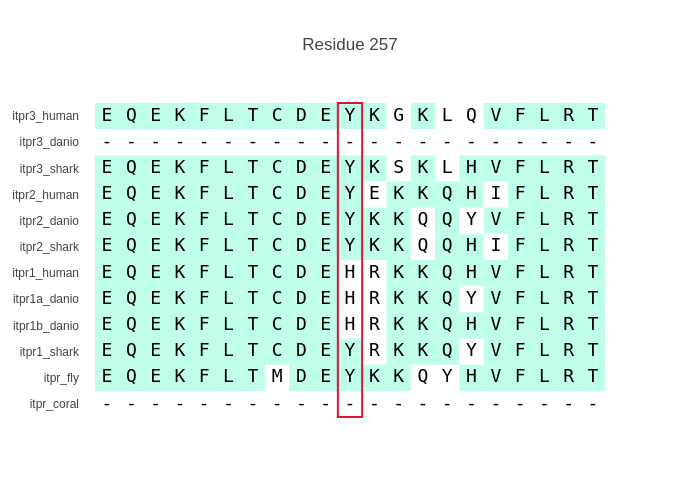 Residue 257
itpr3_human E Q E K F L T C D E Y K G K L Q V F L R T
itpr3_danio - - - - - - - - - - - - - - - - - - - - -
itpr3_shark E Q E K F L T C D E Y K S K L H V F L R T
itpr2_human E Q E K F L T C D E Y E K K Q H I F L R T
itpr2_danio E Q E K F L T C D E Y K K Q Q Y V F L R T
itpr2_shark E Q E K F L T C D E Y K K Q Q H I F L R T
itpr1_human E Q E K F L T C D E H R K K Q H V F L R T
itpr1a_danio E Q E K F L T C D E H R K K Q Y V F L R T
itpr1b_danio E Q E K F L T C D E H R K K Q H V F L R T
itpr1_shark E Q E K F L T C D E Y R K K Q Y V F L R T
itpr_fly E Q E K F L T M D E Y K K Q Y H V F L R T
itpr_coral - - - - - - - - - - - - - - - - - - - - -